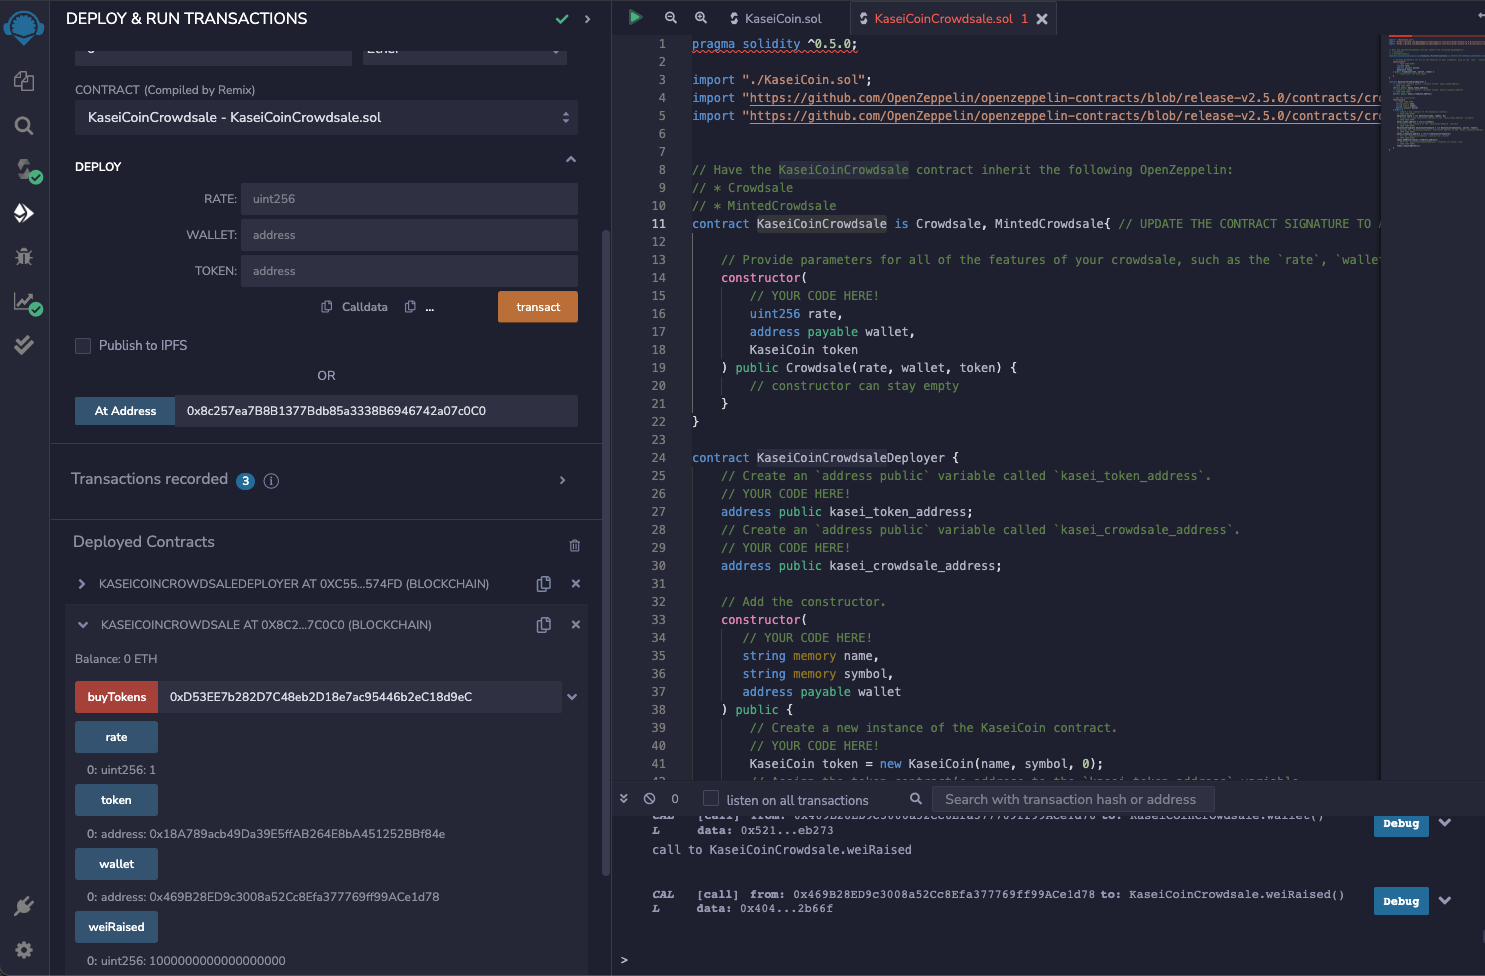 DEPLOY & RUN TRANSACTIONS
CONTRACT (Compiled by Remix)
KaseiCoinCrowdsale - KaseiCoinCrowdsale.sol
DEPLOY
RATE: uint256
WALLET: address
TOKEN: address
Calldata ... transact
Publish to IPFS
OR
At Address 0x8c257ea7B8B1377Bdb85a3338B6946742a07c0C0
Transactions recorded 3 i
Deployed Contracts
KASEICOINCROWDSALEDEPLOYER AT 0XC55...574FD (BLOCKCHAIN)
KASEICOINCROWDSALE AT 0X8C2...7C0C0 (BLOCKCHAIN)
Balance: 0 ETH
buyTokens 0xD53EE7b282D7C48eb2D18e7ac95446b2eC18d9eC
rate
0: uint256: 1
token
0: address: 0x18A789acb49Da39E5ffAB264E8bA451252BBf84e
wallet
0: address: 0x469B28ED9c3008a52Cc8Efa377769ff99ACe1d78
weiRaised
0: uint256: 1000000000000000000
KaseiCoin.sol
KaseiCoinCrowdsale.sol 1
1 pragma solidity ^0.5.0;
2
3 import "./KaseiCoin.sol";
4 import "https://github.com/OpenZeppelin/openzeppelin-contracts/blob/release-v2.5.0/contracts/cro
5 import "https://github.com/OpenZeppelin/openzeppelin-contracts/blob/release-v2.5.0/contracts/cro
6
7
8 // Have the KaseiCoinCrowdsale contract inherit the following OpenZeppelin:
9 // * Crowdsale
10 // * MintedCrowdsale
11 contract KaseiCoinCrowdsale is Crowdsale, MintedCrowdsale{ // UPDATE THE CONTRACT SIGNATURE TO A
12
13 // Provide parameters for all of the features of your crowdsale, such as the `rate`, `wallet
14 constructor(
15 // YOUR CODE HERE!
16 uint256 rate,
17 address payable wallet,
18 KaseiCoin token
19 ) public Crowdsale(rate, wallet, token) {
20 // constructor can stay empty
21 }
22 }
23
24 contract KaseiCoinCrowdsaleDeployer {
25 // Create an `address public` variable called `kasei_token_address`.
26 // YOUR CODE HERE!
27 address public kasei_token_address;
28 // Create an `address public` variable called `kasei_crowdsale_address`.
29 // YOUR CODE HERE!
30 address public kasei_crowdsale_address;
31
32 // Add the constructor.
33 constructor(
34 // YOUR CODE HERE!
35 string memory name,
36 string memory symbol,
37 address payable wallet
38 ) public {
39 // Create a new instance of the KaseiCoin contract.
40 // YOUR CODE HERE!
41 KaseiCoin token = new KaseiCoin(name, symbol, 0);
0 listen on all transactions Search with transaction hash or address
CAL [call] from: 0x469B28ED9c3008a52Cc8Efa377769ff99ACe1d78 to: KaseiCoinCrowdsale.wallet() Debug
L data: 0x521...eb273
call to KaseiCoinCrowdsale.weiRaised
CAL [call] from: 0x469B28ED9c3008a52Cc8Efa377769ff99ACe1d78 to: KaseiCoinCrowdsale.weiRaised() Debug
L data: 0x404...2b66f
>